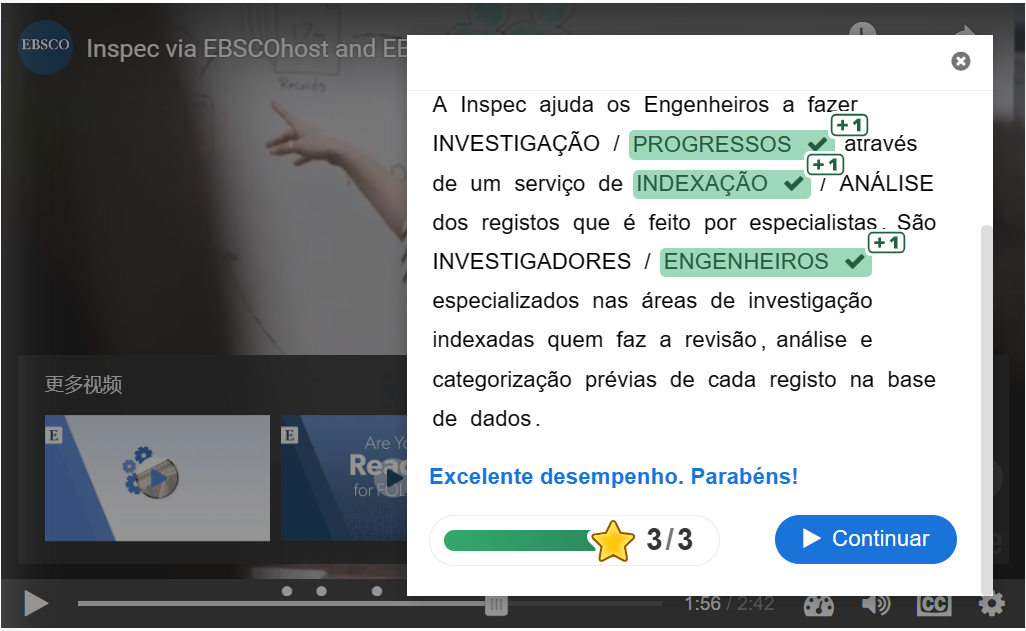 EBSCO
Inspec via EBSCOhost and EB
17m
Records
A Inspec ajuda os Engenheiros a fazer
INVESTIGAÇÃO / PROGRESSOS +1 através
de um serviço de INDEXAÇÃO +1 / ANÁLISE
dos registos que é feito por especialistas. São
INVESTIGADORES / ENGENHEIROS +1
especializados nas áreas de investigação
indexadas quem faz a revisão, análise e
categorização prévias de cada registo na base
de dados.
Excelente desempenho. Parabéns!
3/3
Continuar
更多视频
E
E
Are Yo
Read
for FOL
1:56 / 2:42
CC